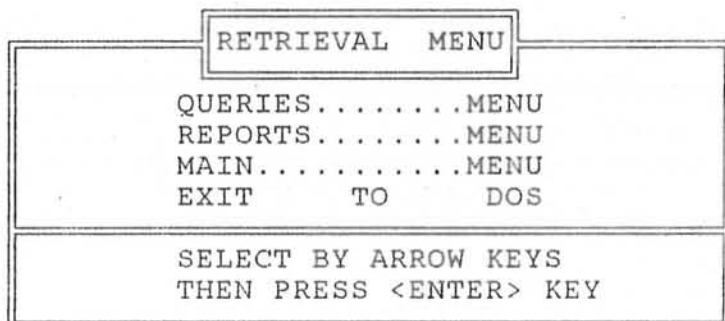 RETRIEVAL MENU
QUERIES........MENU
REPORTS........MENU
MAIN...........MENU
EXIT TO DOS
SELECT BY ARROW KEYS
THEN PRESS <ENTER> KEY